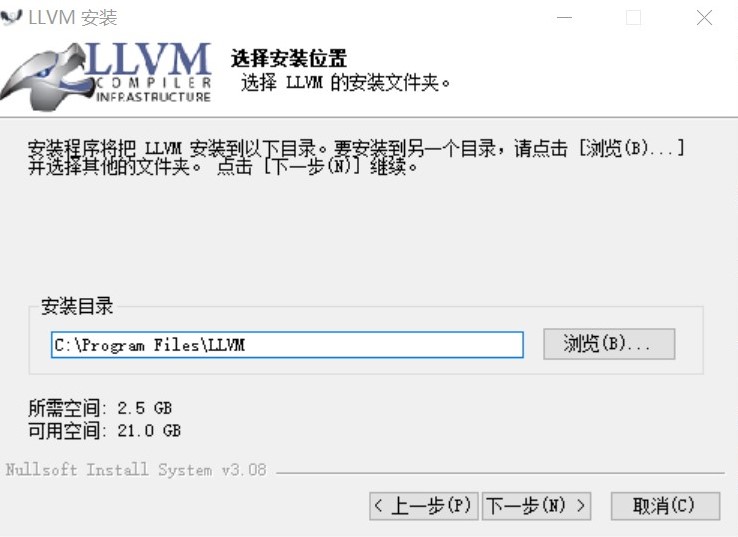 LLVM 安装
LLVM
COMPILER
INFRASTRUCTURE
选择安装位置
选择 LLVM 的安装文件夹。
安装程序将把 LLVM 安装到以下目录。要安装到另一个目录，请点击 [浏览(B)...]
并选择其他的文件夹。 点击 [下一步(N)] 继续。
安装目录
C:\Program Files\LLVM
浏览(B)...
所需空间: 2.5 GB
可用空间: 21.0 GB
Nullsoft Install System v3.08
< 上一步(P) 下一步(N) > 取消(C)